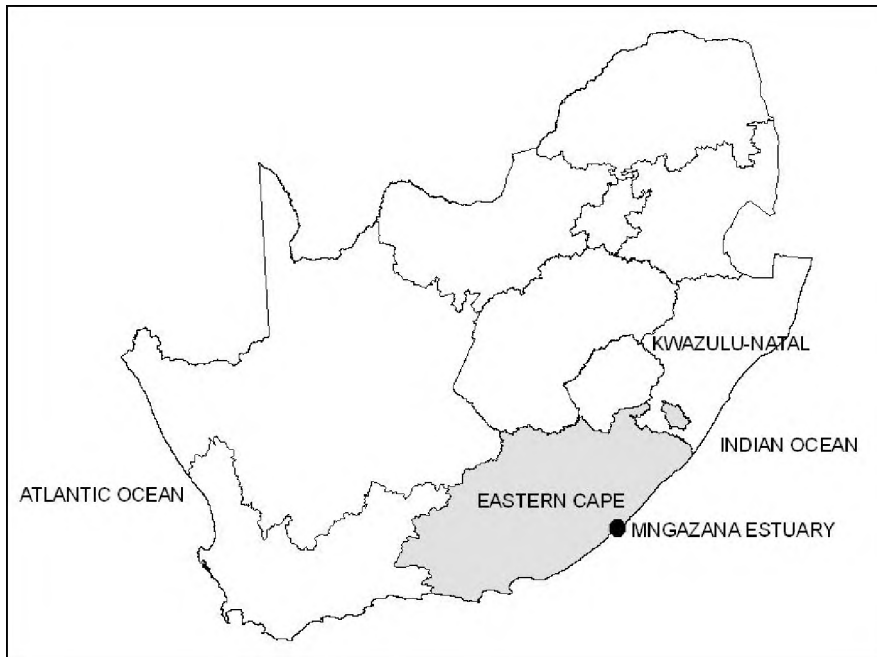 KWAZULU-NATAL
INDIAN OCEAN
ATLANTIC OCEAN
EASTERN CAPE
MNGAZANA ESTUARY